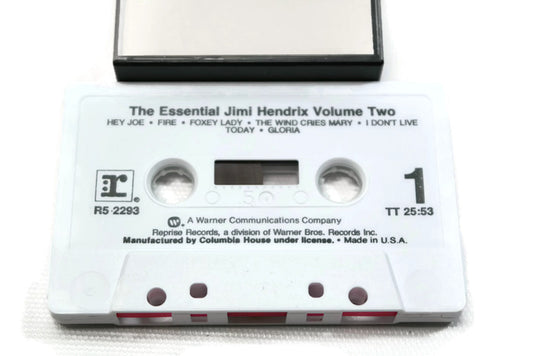 The Essential Jimi Hendrix Volume Two
HEY JOE • FIRE • FOXEY LADY • THE WIND CRIES MARY • I DON'T LIVE
TODAY • GLORIA
r®
R5-2293
50
1
TT 25:53
W®. A Warner Communications Company
Reprise Records, a division of Warner Bros. Records Inc.
Manufactured by Columbia House under license. • Made in U.S.A.